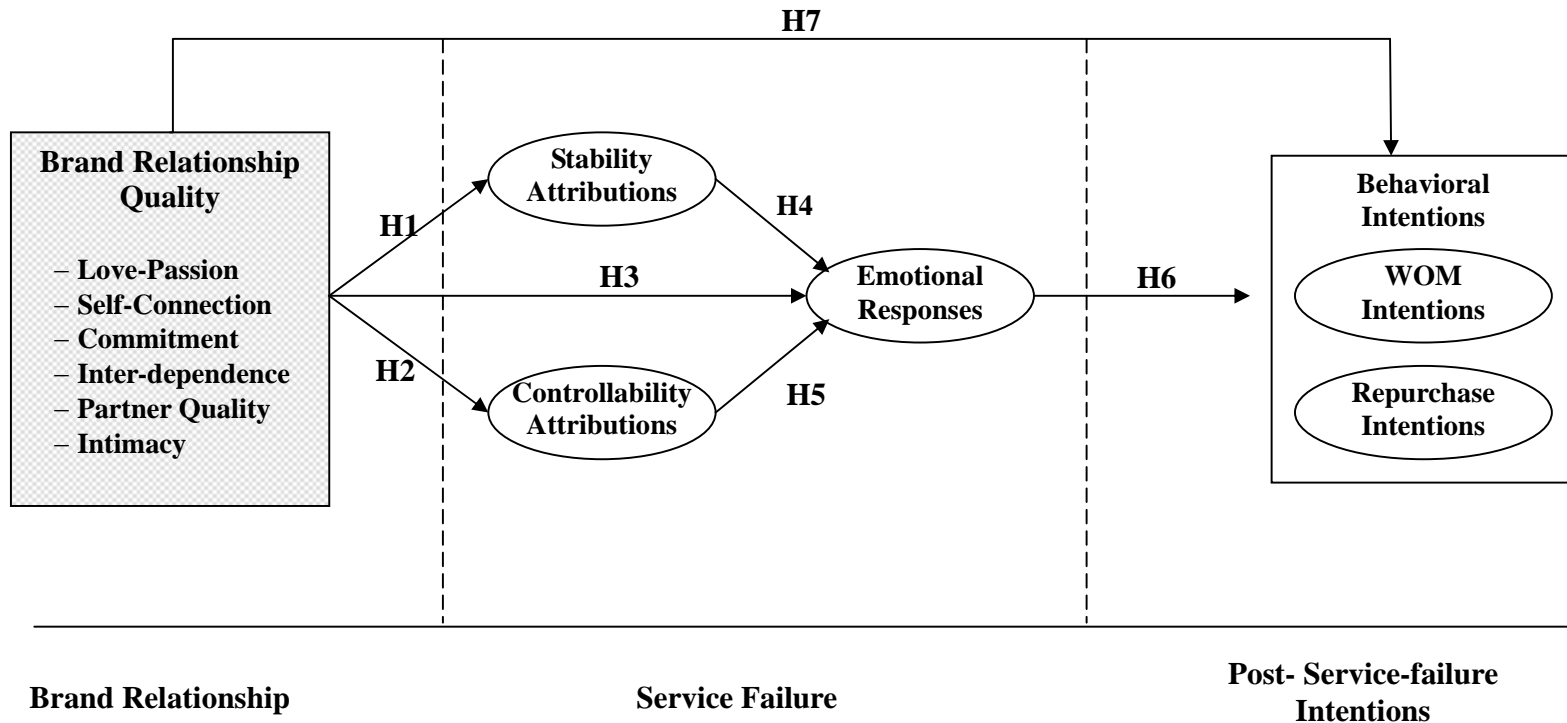 H7
Brand Relationship
Quality
– Love-Passion
– Self-Connection
– Commitment
– Inter-dependence
– Partner Quality
– Intimacy
H1
H2
H3
Stability
Attributions
Controllability
Attributions
H4
H5
Emotional
Responses
H6
Behavioral
Intentions
WOM
Intentions
Repurchase
Intentions
Brand Relationship
Service Failure
Post- Service-failure
Intentions